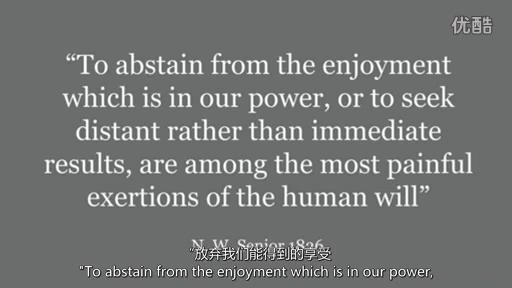 优酷
“To abstain from the enjoyment
which is in our power, or to seek
distant rather than immediate
results, are among the most painful
exertions of the human will”
N. W. Senior 1836
“放弃我们能得到的享受
"To abstain from the enjoyment which is in our power,